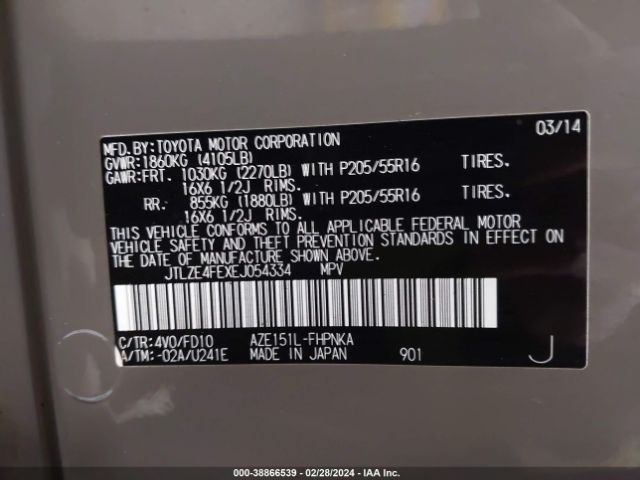 03/14
MFD.BY:TOYOTA MOTOR CORPORATION
GVWR:1860KG (4105LB)
GAWR:FRT. 1030KG (2270LB) WITH P205/55R16 TIRES.
16X6 1/2J RIMS.
RR. 855KG (1880LB) WITH P205/55R16 TIRES.
16X6 1/2J RIMS.
THIS VEHICLE CONFORMS TO ALL APPLICABLE FEDERAL MOTOR
VEHICLE SAFETY AND THEFT PREVENTION STANDARDS IN EFFECT ON
THE DATE OF MANUFACTURE SHOWN ABOVE.
JTLZE4FEXEJ054334 MPV
C/TR:4V0/FD10 AZE151L-FHPNKA
A/TM:-02A/U241E MADE IN JAPAN 901 J
000-38866539 - 02/28/2024 - IAA Inc.